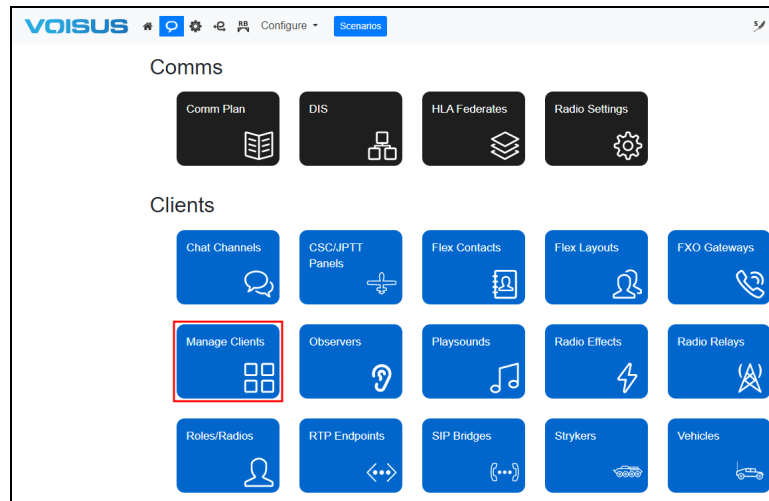 VOISUS RB Configure Scenarios S
Comms
Comm Plan DIS HLA Federates Radio Settings
Clients
Chat Channels CSC/JPTT Flex Contacts Flex Layouts FXO Gateways
Panels
Manage Clients Observers Playsounds Radio Effects Radio Relays
Roles/Radios RTP Endpoints SIP Bridges Strykers Vehicles